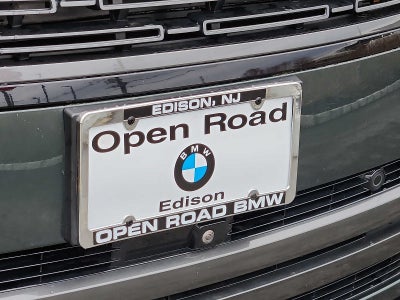 EDISON, NJ
Open Road
BMW
Edison
OPEN ROAD BMW